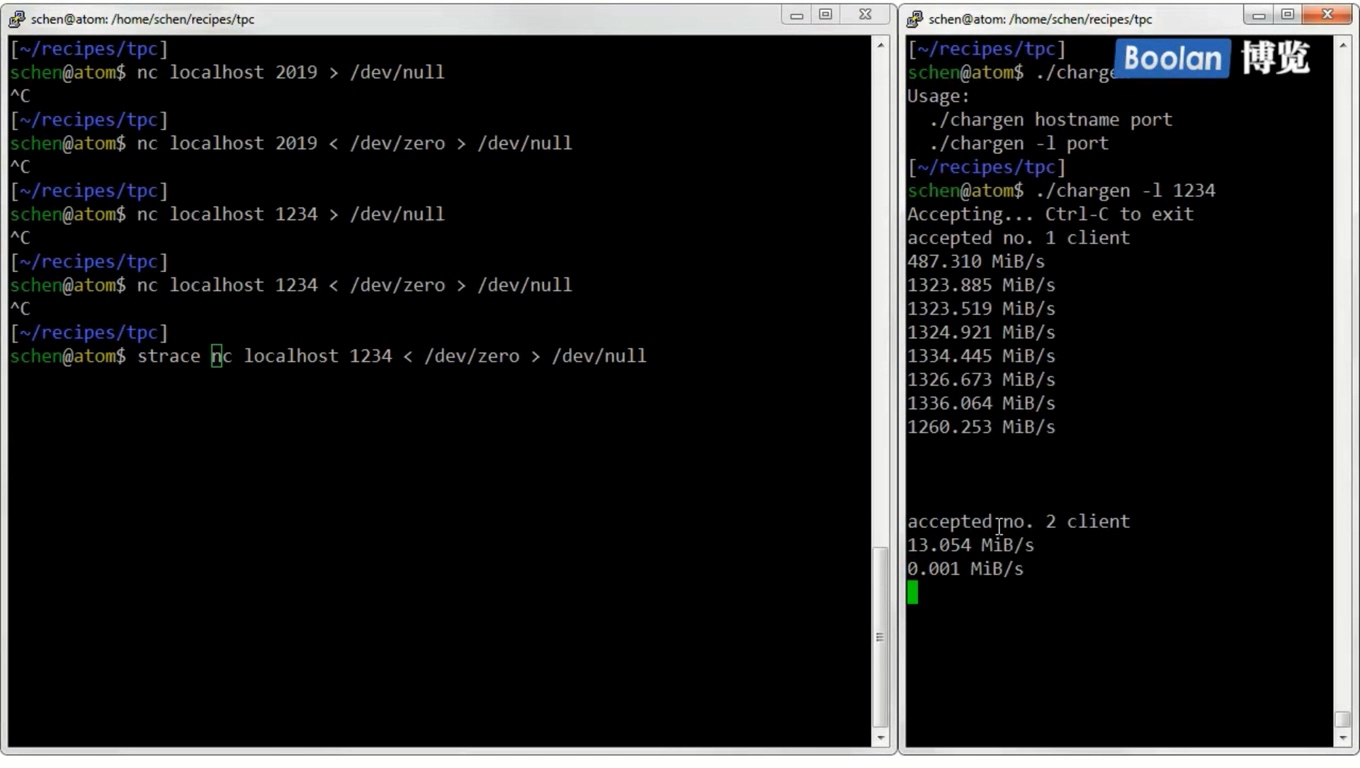 schen@atom: /home/schen/recipes/tpc
[~/recipes/tpc]
schen@atom$ nc localhost 2019 > /dev/null
^C
[~/recipes/tpc]
schen@atom$ nc localhost 2019 < /dev/zero > /dev/null
^C
[~/recipes/tpc]
schen@atom$ nc localhost 1234 > /dev/null
^C
[~/recipes/tpc]
schen@atom$ nc localhost 1234 < /dev/zero > /dev/null
^C
[~/recipes/tpc]
schen@atom$ strace nc localhost 1234 < /dev/zero > /dev/null
schen@atom: /home/schen/recipes/tpc
Boolan 博览
[~/recipes/tpc]
schen@atom$ ./charge
Usage:
./chargen hostname port
./chargen -l port
[~/recipes/tpc]
schen@atom$ ./chargen -l 1234
Accepting... Ctrl-C to exit
accepted no. 1 client
487.310 MiB/s
1323.885 MiB/s
1323.519 MiB/s
1324.921 MiB/s
1334.445 MiB/s
1326.673 MiB/s
1336.064 MiB/s
1260.253 MiB/s
accepted no. 2 client
13.054 MiB/s
0.001 MiB/s